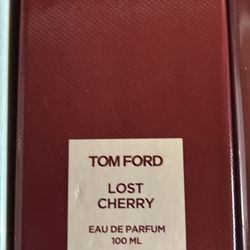 TOM FORD
LOST
CHERRY
EAU DE PARFUM
100 ML